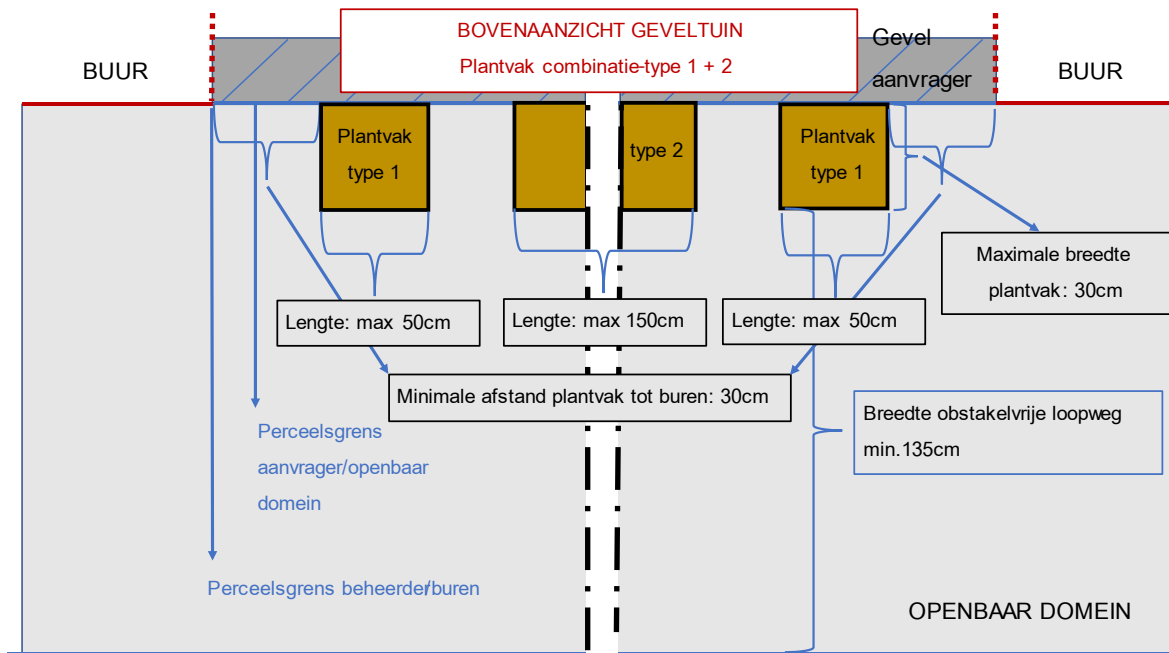 BOVENAANZICHT GEVELTUIN
Plantvak combinatie-type 1 + 2
Gevel
aanvrager
BUUR
BUUR
Plantvak
type 1
type 2
Plantvak
type 1
Maximale breedte
plantvak: 30cm
Lengte: max 50cm
Lengte: max 150cm
Lengte: max 50cm
Minimale afstand plantvak tot buren: 30cm
Breedte obstakelvrije loopweg
min.135cm
Perceelsgrens
aanvrager/openbaar
domein
Perceelsgrens beheerder/buren
OPENBAAR DOMEIN